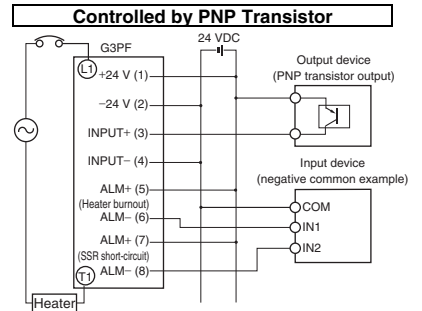 Controlled by PNP Transistor
24 VDC
G3PF
L1
+24 V (1)
−24 V (2)
INPUT+ (3)
INPUT− (4)
ALM+ (5)
(Heater burnout)
ALM− (6)
ALM+ (7)
(SSR short-circuit)
ALM− (8)
T1
Heater
Output device
(PNP transistor output)
Input device
(negative common example)
COM
IN1
IN2